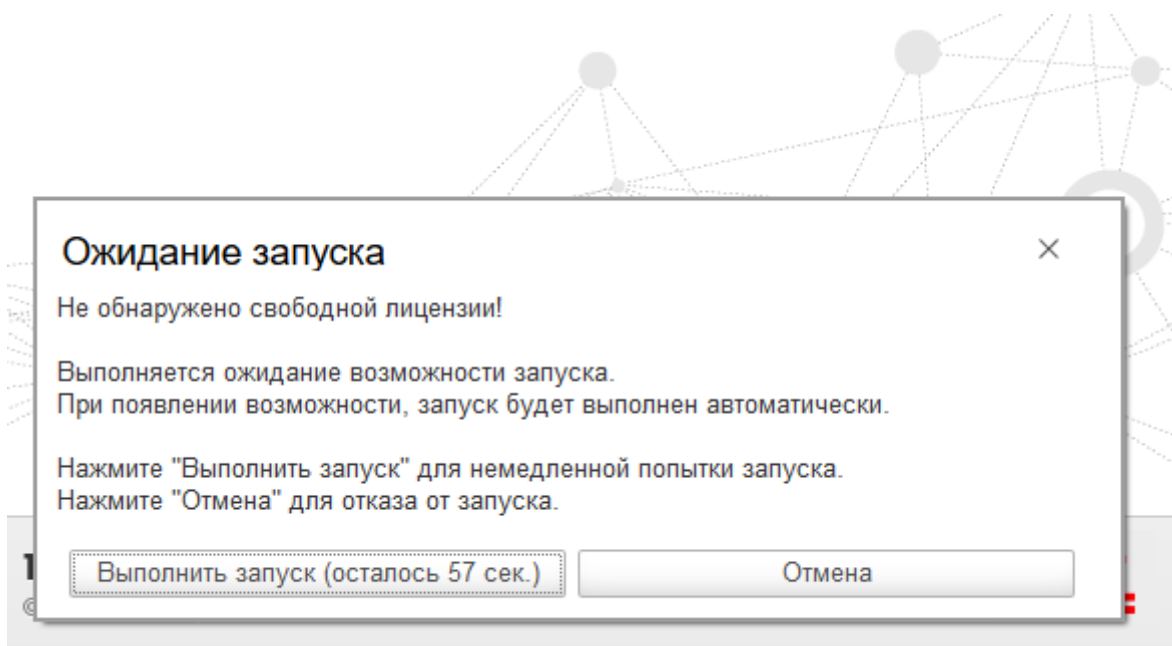 Ожидание запуска
Не обнаружено свободной лицензии!
Выполняется ожидание возможности запуска.
При появлении возможности, запуск будет выполнен автоматически.
Нажмите "Выполнить запуск" для немедленной попытки запуска.
Нажмите "Отмена" для отказа от запуска.
Выполнить запуск (осталось 57 сек.)
Отмена